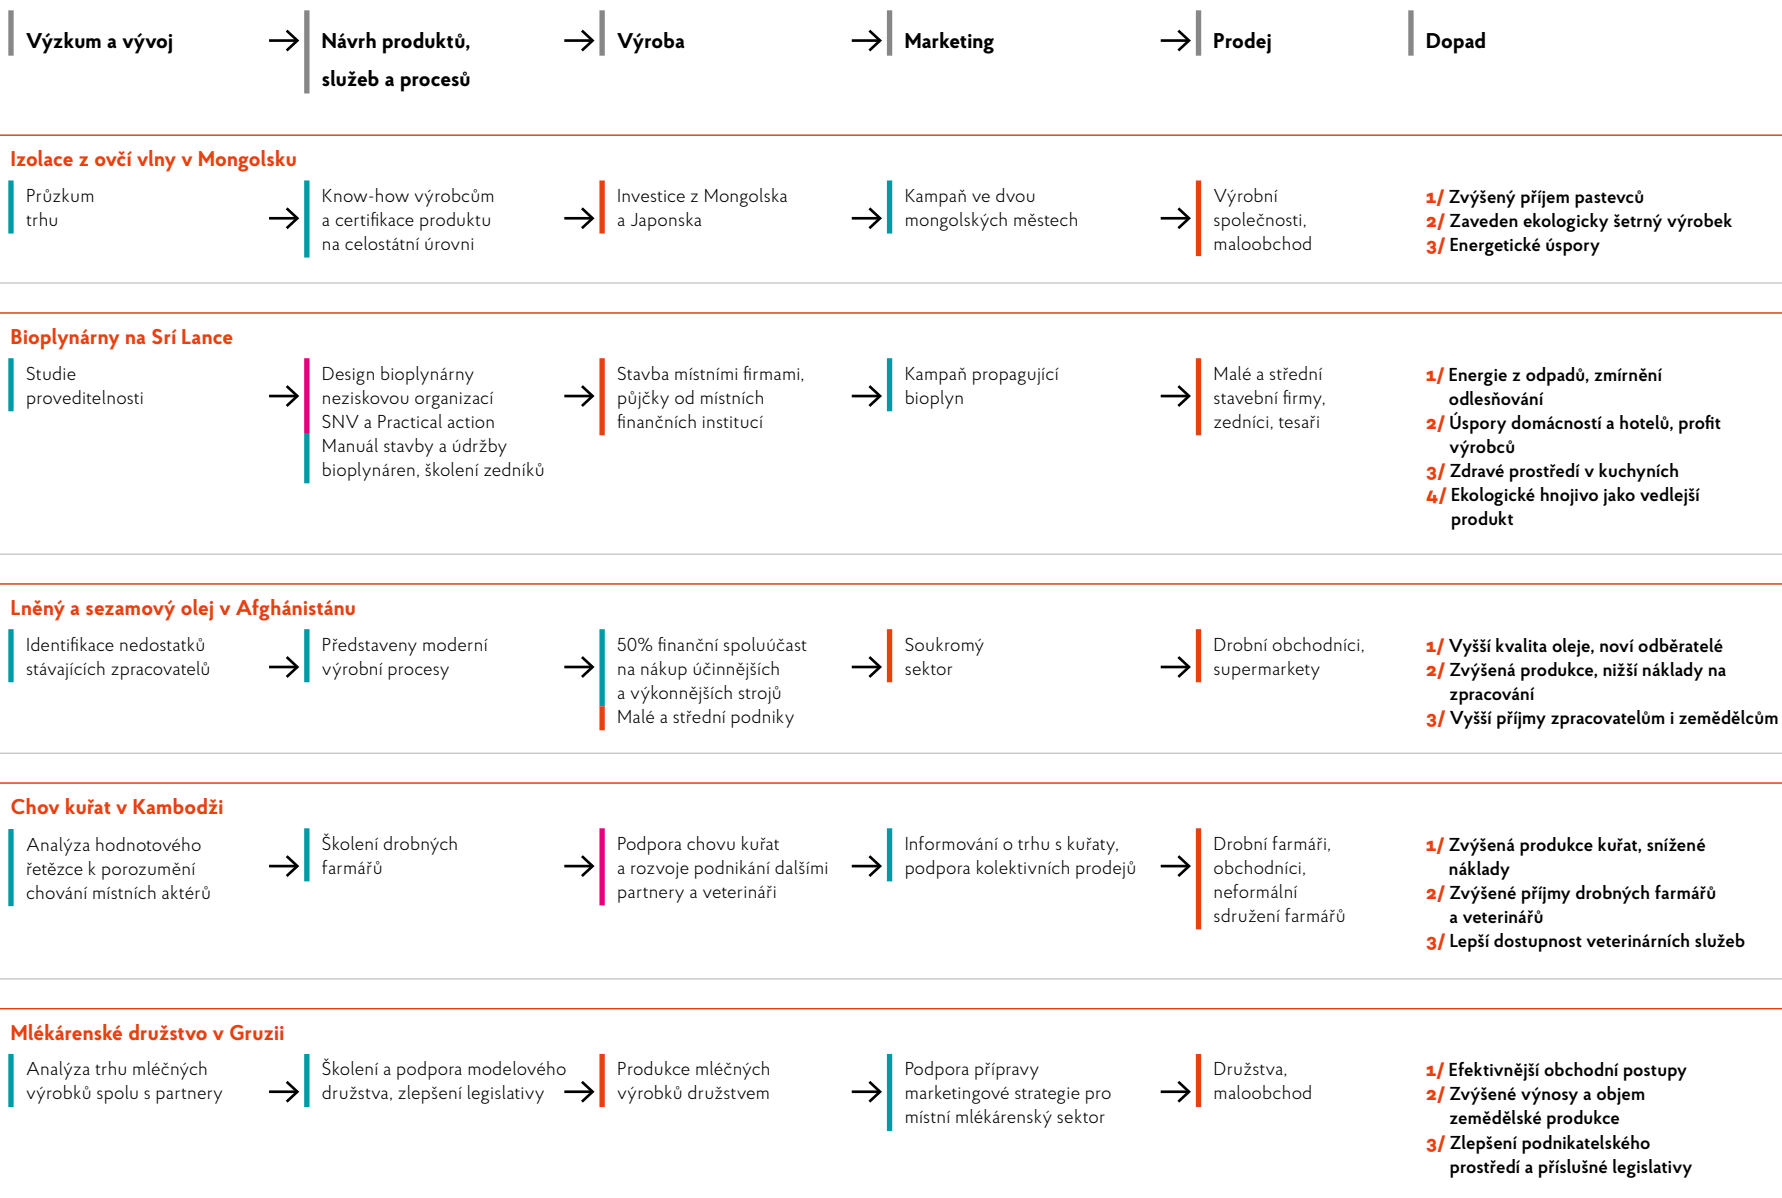 Výzkum a vývoj
Návrh produktů,
služeb a procesů
Výroba
Marketing
Prodej
Dopad
Izolace z ovčí vlny v Mongolsku
Průzkum
trhu
Know-how výrobcům
a certifikace produktu
na celostátní úrovni
Investice z Mongolska
a Japonska
Kampaň ve dvou
mongolských městech
Výrobní
společnosti,
maloobchod
1/ Zvýšený příjem pastevců
2/ Zaveden ekologicky šetrný výrobek
3/ Energetické úspory
Bioplynárny na Srí Lance
Studie
proveditelnosti
Design bioplynárny
neziskovou organizací
SNV a Practical action
Manuál stavby a údržby
bioplynáren, školení zedníků
Stavba místními firmami,
půjčky od místních
finančních institucí
Kampaň propagující
bioplyn
Malé a střední
stavební firmy,
zedníci, tesaři
1/ Energie z odpadů, zmírnění
odlesňování
2/ Úspory domácností a hotelů, profit
výrobců
3/ Zdravé prostředí v kuchyních
4/ Ekologické hnojivo jako vedlejší
produkt
Lněný a sezamový olej v Afghánistánu
Identifikace nedostatků
stávajících zpracovatelů
Představeny moderní
výrobní procesy
50% finanční spoluúčast
na nákup účinnějších
a výkonnějších strojů
Malé a střední podniky
Soukromý
sektor
Drobní obchodníci,
supermarkety
1/ Vyšší kvalita oleje, noví odběratelé
2/ Zvýšená produkce, nižší náklady na
zpracování
3/ Vyšší příjmy zpracovatelům i zemědělcům
Chov kuřat v Kambodži
Analýza hodnotového
řetězce k porozumění
chování místních aktérů
Školení drobných
farmářů
Podpora chovu kuřat
a rozvoje podnikání dalšími
partnery a veterináři
Informování o trhu s kuřaty,
podpora kolektivních prodejů
Drobní farmáři,
obchodníci,
neformální
sdružení farmářů
1/ Zvýšená produkce kuřat, snížené
náklady
2/ Zvýšené příjmy drobných farmářů
a veterinářů
3/ Lepší dostupnost veterinárních služeb
Mlékárenské družstvo v Gruzii
Analýza trhu mléčných
výrobků spolu s partnery
Školení a podpora modelového
družstva, zlepšení legislativy
Produkce mléčných
výrobků družstvem
Podpora přípravy
marketingové strategie pro
místní mlékárenský sektor
Družstva,
maloobchod
1/ Efektivnější obchodní postupy
2/ Zvýšené výnosy a objem
zemědělské produkce
3/ Zlepšení podnikatelského
prostředí a příslušné legislativy